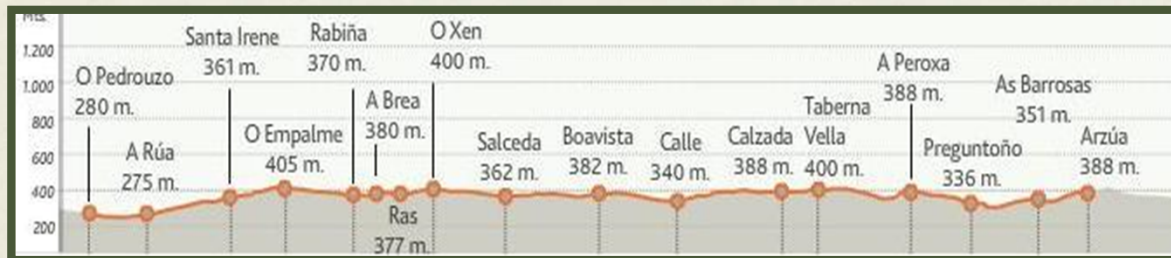 Mts.
1.200
1.000
800
600
400
200
O Pedrouzo
280 m.
A Rúa
275 m.
Santa Irene
361 m.
O Empalme
405 m.
Rabiña
370 m.
A Brea
380 m.
Ras
377 m.
O Xen
400 m.
Salceda
362 m.
Boavista
382 m.
Calle
340 m.
Calzada
388 m.
Taberna
Vella
400 m.
A Peroxa
388 m.
Preguntoño
336 m.
As Barrosas
351 m.
Arzúa
388 m.